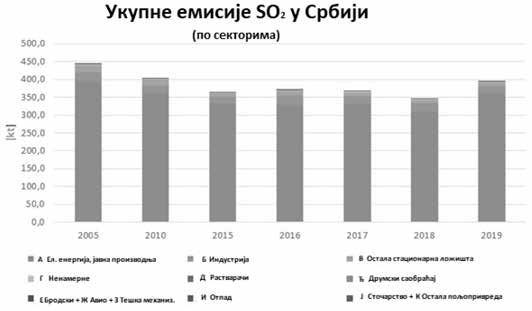 Укупне емисије SO₂ у Србији
(по секторима)
500,0
450,0
400,0
350,0
300,0
250,0
200,0
150,0
100,0
50,0
0,0
[kt]
2005 2010 2015 2016 2017 2018 2019
А Ел. енергија, јавна производња Б Индустрија В Остала стационарна ложишта
Г Ненамерне Д Растварачи Ђ Друмски саобраћај
Е Бродски + Ж Авио + З Тешка механиз. И Отпад Ј Сточарство + К Остала пољопривреда